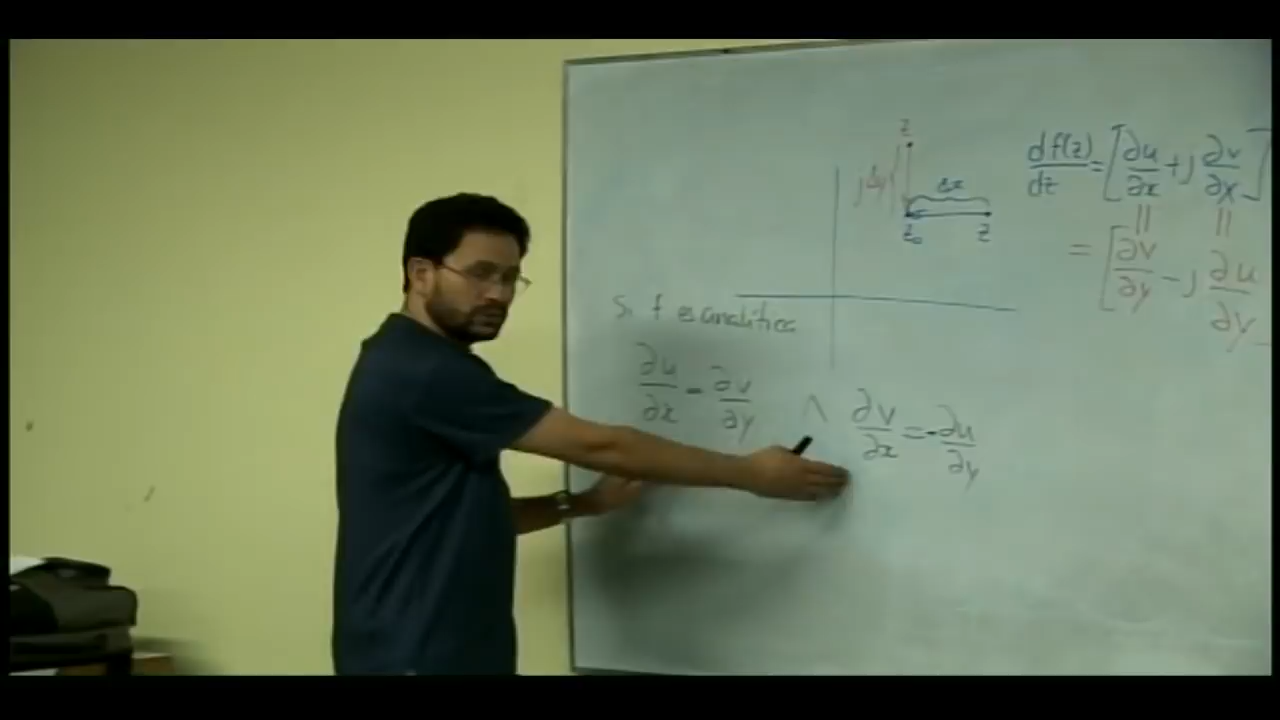 z
jΔy
Δx
z₀ z
df(z)/dz = [∂u/∂x + j ∂v/∂x]
= [∂v/∂y - j ∂u/∂y
Si f es analítica
∂u/∂x = ∂v/∂y ∧ ∂v/∂x = -∂u/∂y